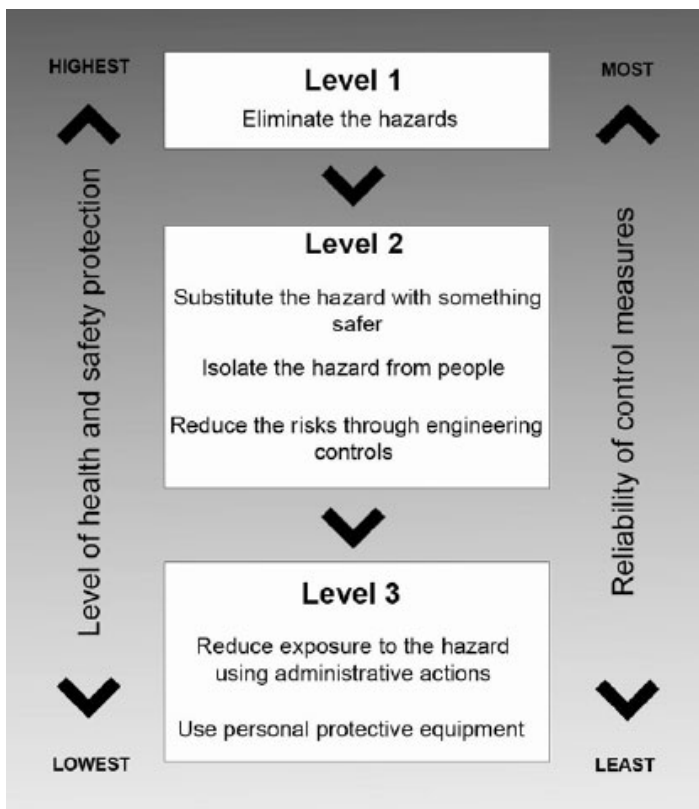 HIGHEST
Level 1
MOST
Eliminate the hazards
Level of health and safety protection
Level 2
Substitute the hazard with something
safer
Isolate the hazard from people
Reduce the risks through engineering
controls
Reliability of control measures
Level 3
Reduce exposure to the hazard
using administrative actions
Use personal protective equipment
LOWEST
LEAST